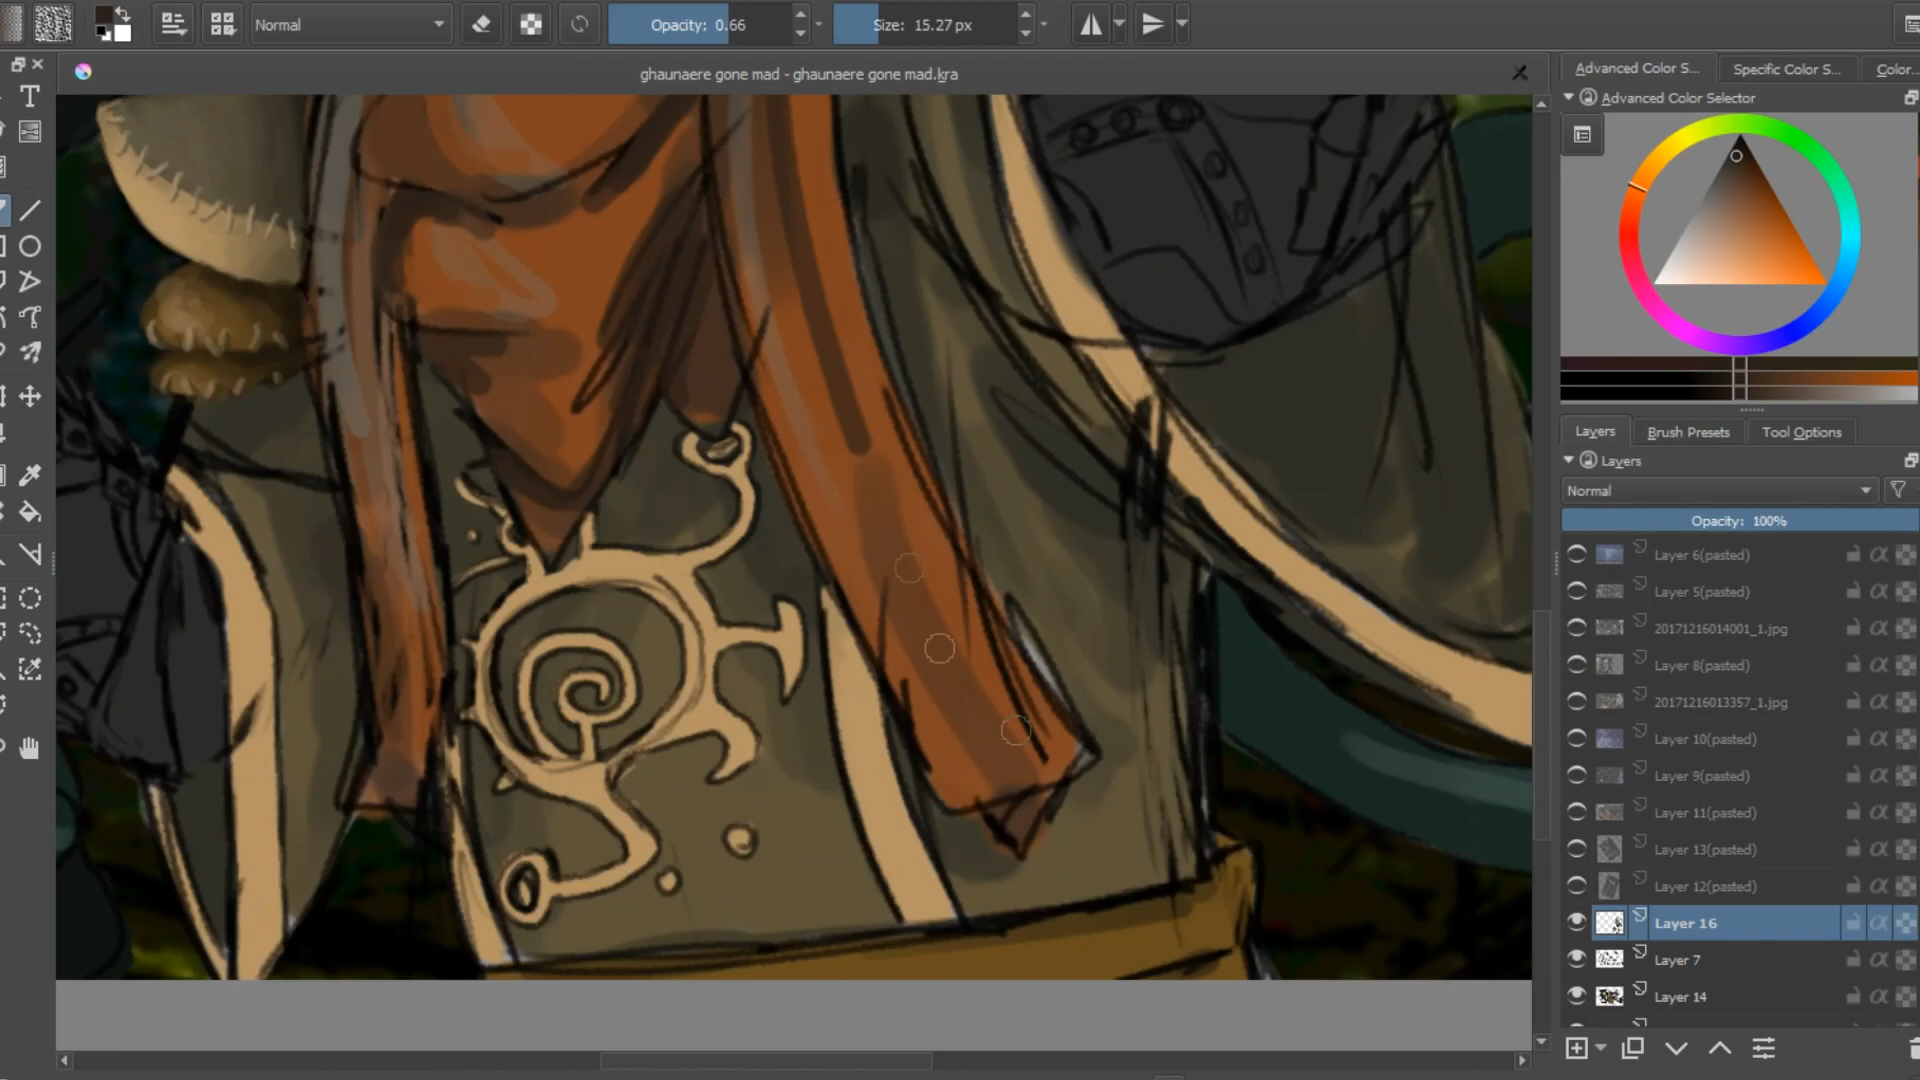 Normal
Opacity: 0.66
Size: 15.27 px
ghaunaere gone mad - ghaunaere gone mad.kra
Advanced Color S...
Specific Color S...
Color...
Advanced Color Selector
Layers
Brush Presets
Tool Options
Layers
Normal
Opacity: 100%
Layer 6(pasted)
Layer 5(pasted)
20171216014001_1.jpg
Layer 8(pasted)
20171216013357_1.jpg
Layer 10(pasted)
Layer 9(pasted)
Layer 11(pasted)
Layer 13(pasted)
Layer 12(pasted)
Layer 16
Layer 7
Layer 14